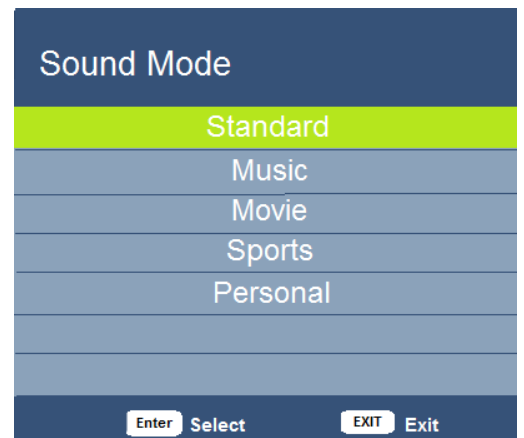 Sound Mode
Standard
Music
Movie
Sports
Personal
Enter Select EXIT Exit